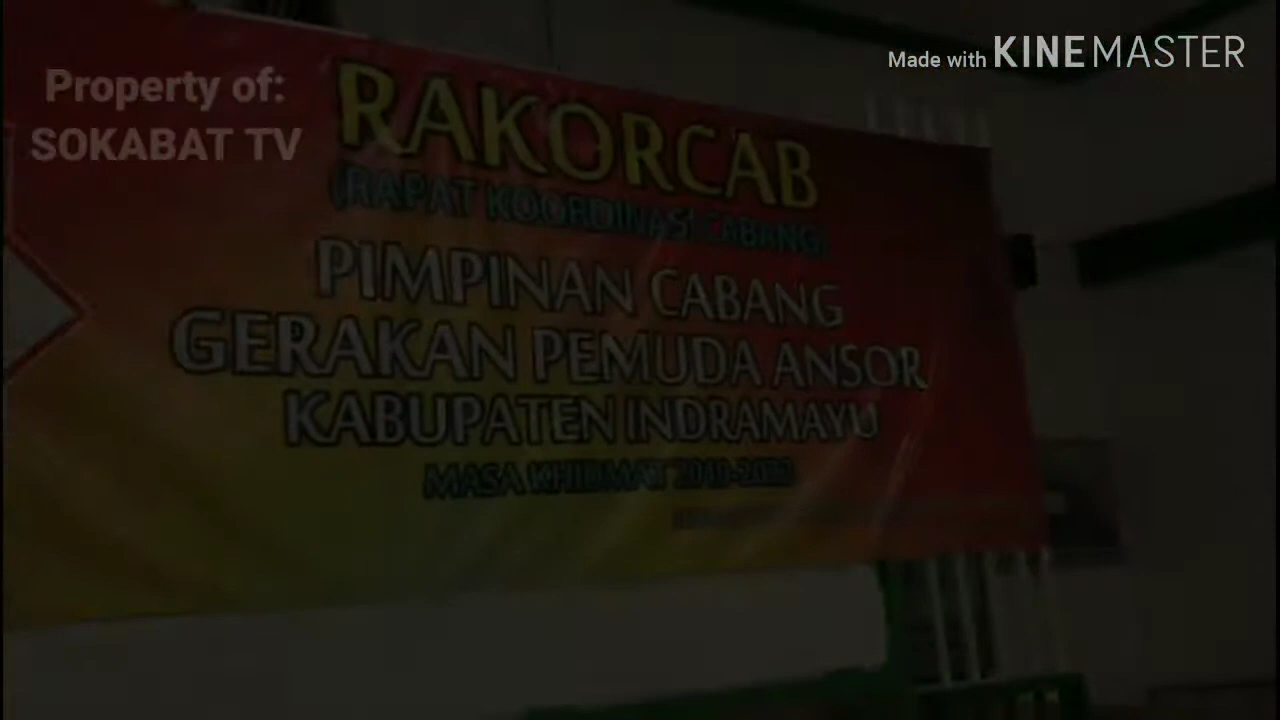 Made with KINEMASTER
Property of:
SOKABAT TV
RAKORCAB
(RAPAT KOORDINASI CABANG)
PIMPINAN CABANG
GERAKAN PEMUDA ANSOR
KABUPATEN INDRAMAYU
MASA KHIDMAT